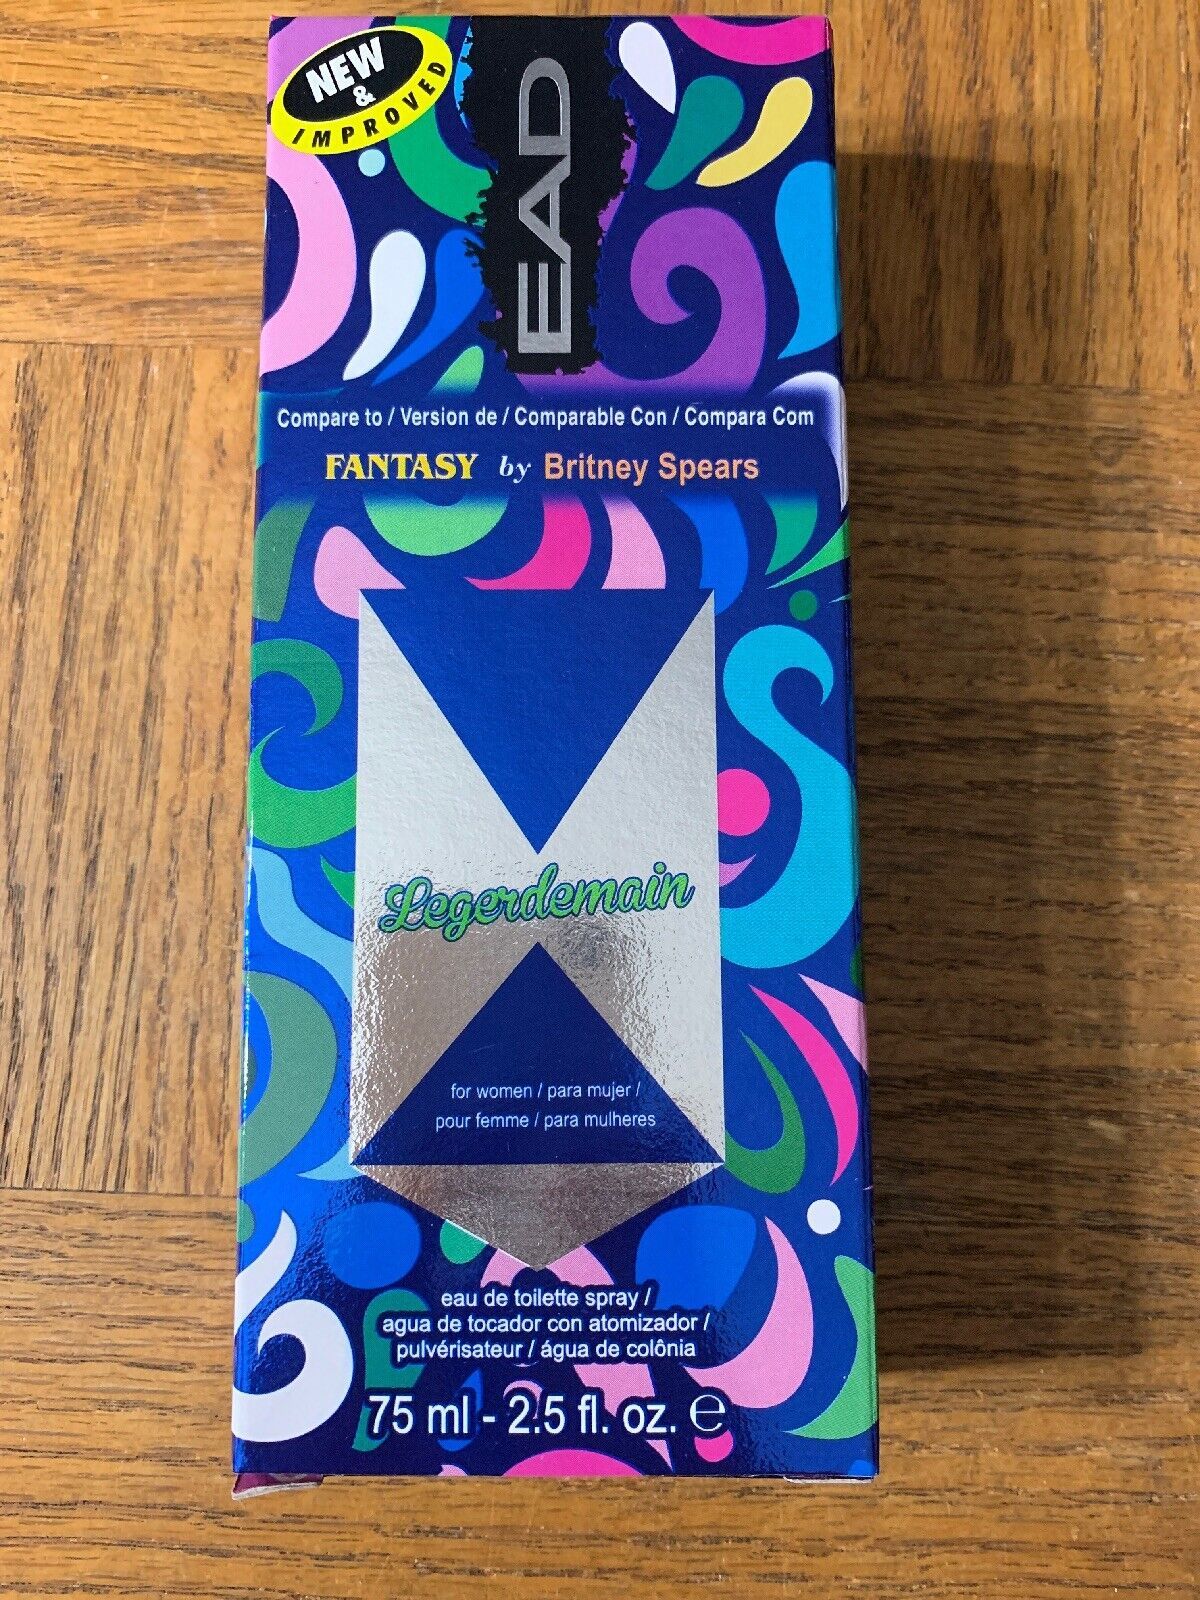 NEW
&
IMPROVED
EAD
Compare to / Version de / Comparable Con / Compara Com
FANTASY by Britney Spears
Legerdemain
for women / para mujer /
pour femme / para mulheres
eau de toilette spray /
agua de tocador con atomizador /
pulvérisateur / água de colônia
75 ml - 2.5 fl. oz. ℮